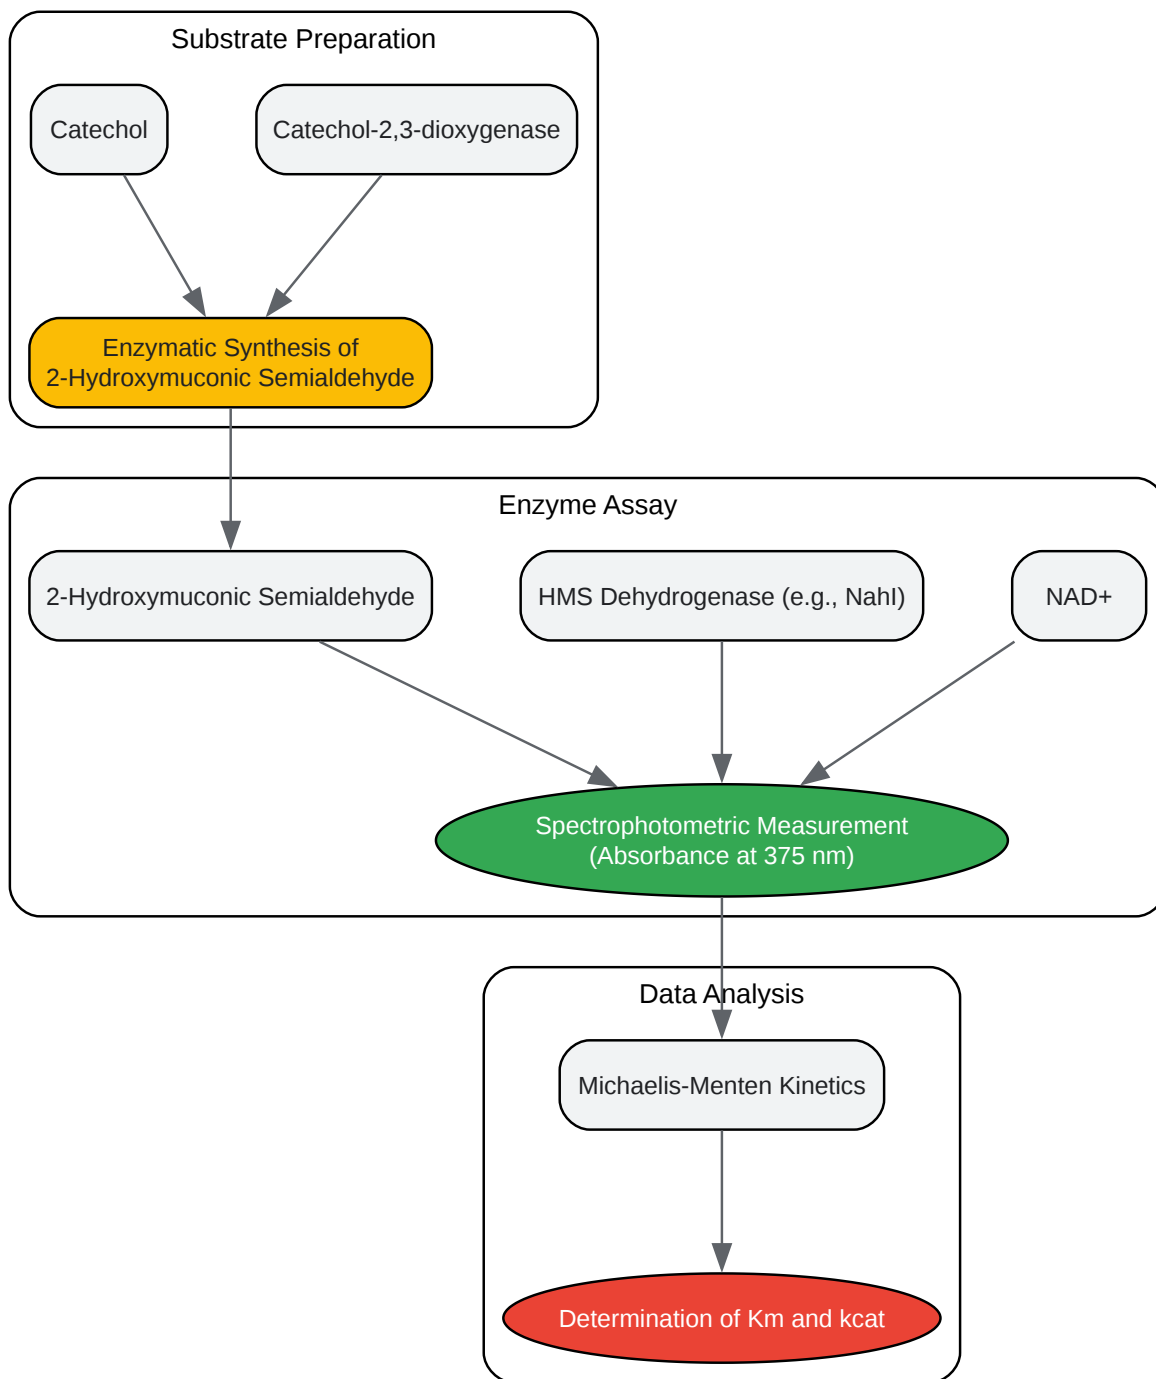 Substrate Preparation
Catechol
Catechol-2,3-dioxygenase
Enzymatic Synthesis of
2-Hydroxymuconic Semialdehyde
Enzyme Assay
2-Hydroxymuconic Semialdehyde
HMS Dehydrogenase (e.g., NahI)
NAD+
Spectrophotometric Measurement
(Absorbance at 375 nm)
Data Analysis
Michaelis-Menten Kinetics
Determination of Km and kcat